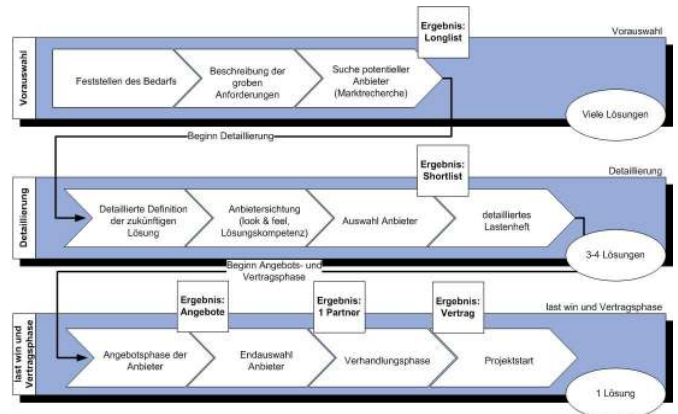 Ergebnis:
Longlist
Vorauswahl
Vorauswahl
Feststellen des Bedarfs
Beschreibung der
groben
Anforderungen
Suche potentieller
Anbieter
(Marktrecherche)
Viele Lösungen
Beginn Detaillierung
Ergebnis:
Shortlist
Detaillierung
Detaillierung
Detaillierte Definition
der zukünftigen
Lösung
Anbietersichtung
(look & feel,
Lösungskompetenz)
Auswahl Anbieter
detailliertes
Lastenheft
3-4 Lösungen
Beginn Angebots- und
Vertragsphase
Ergebnis:
Angebote
Ergebnis:
1 Partner
Ergebnis:
Vertrag
last win und Vertragsphase
last win und
Vertragsphase
Angebotsphase der
Anbieter
Endauswahl
Anbieter
Verhandlungsphase
Projektstart
1 Lösung